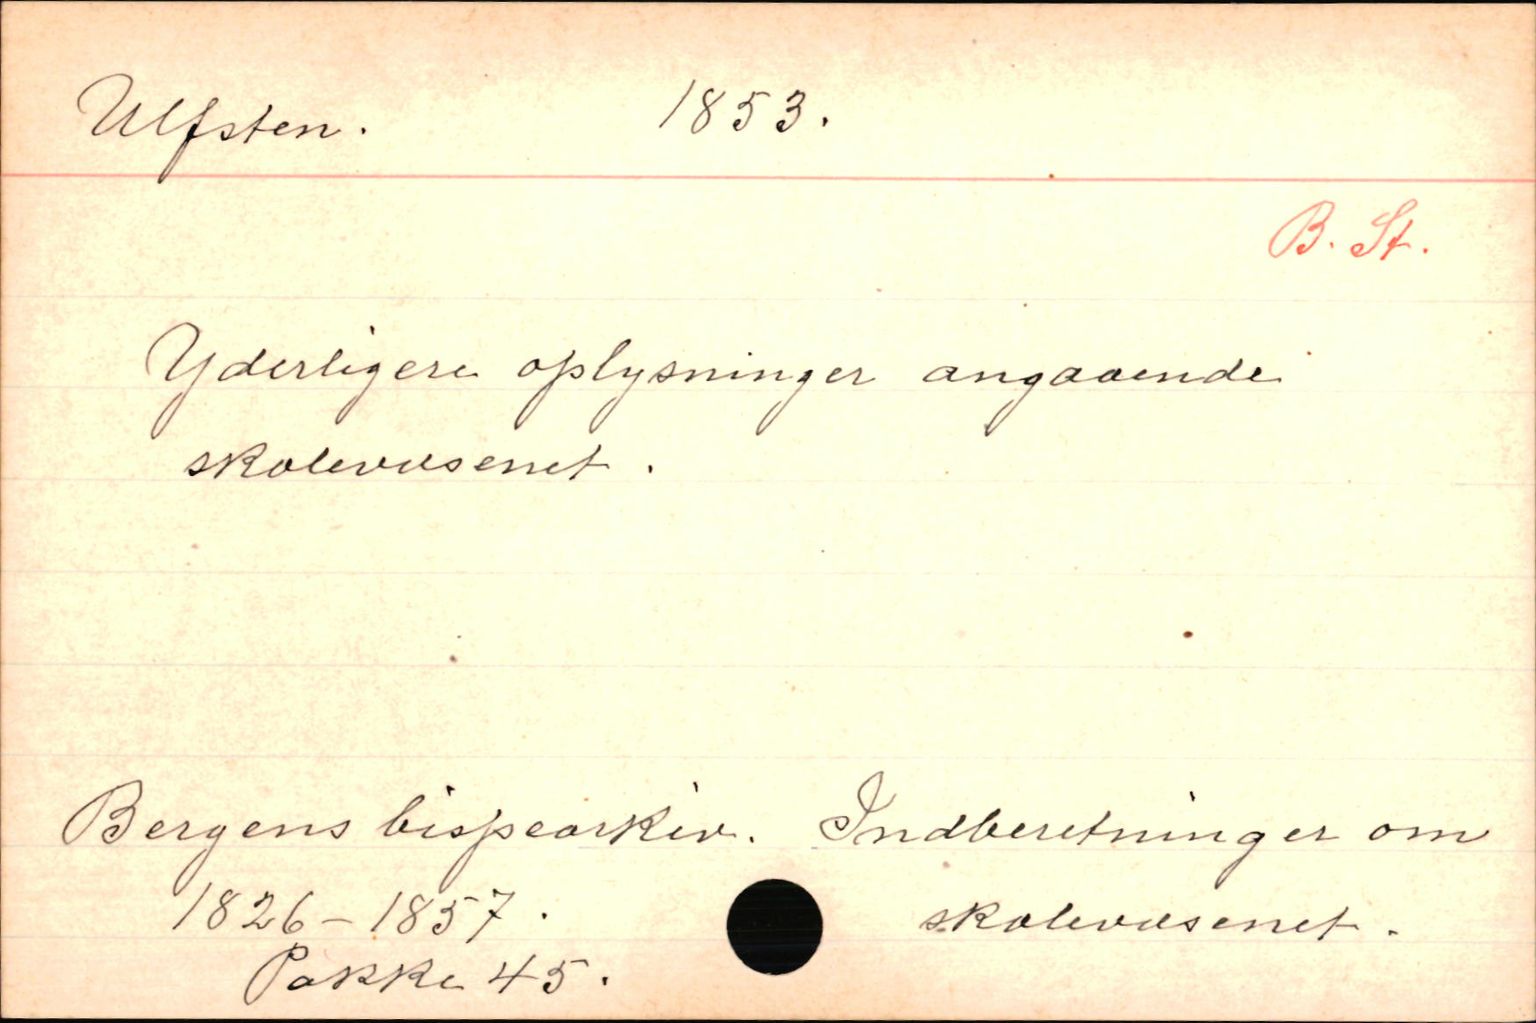 Ulfsten. 1853.
B. St.
Yderligere oplysninger angaaende
skolevæsenet.
Bergens bispearkiv. Indberetninger om
1826-1857. skolevæsenet.
Pakke 45.